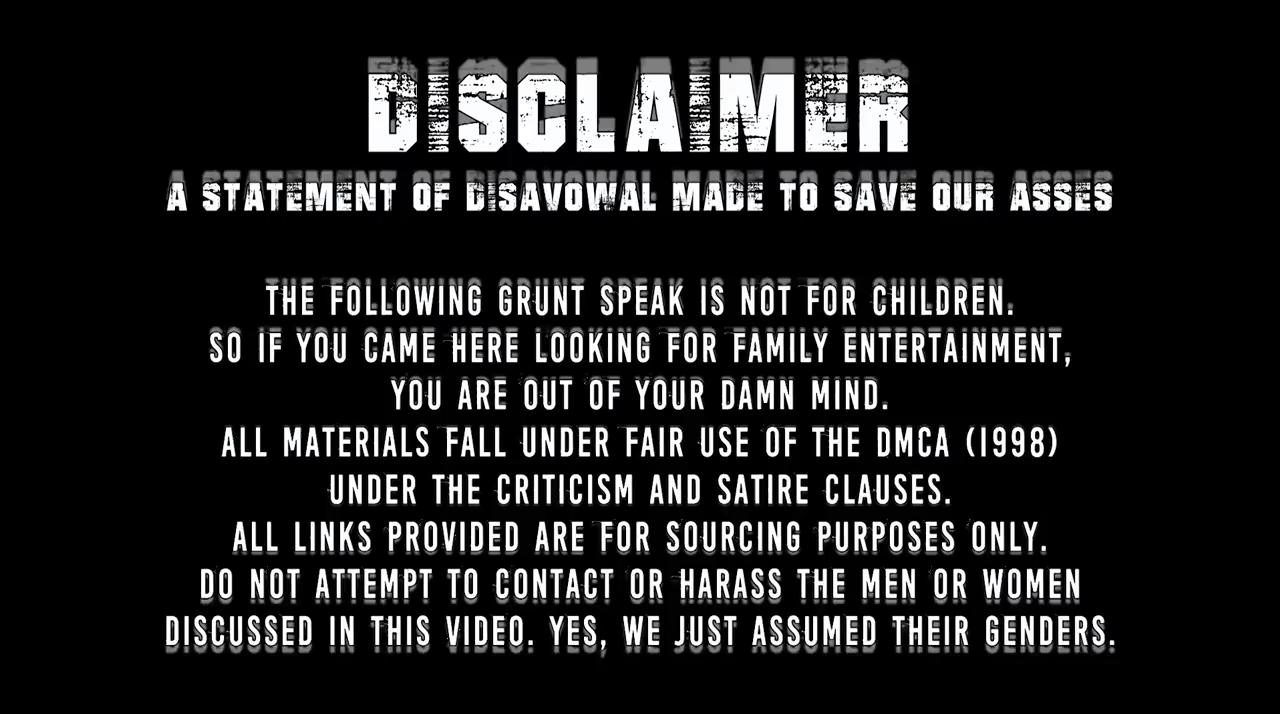 DISCLAIMER
A STATEMENT OF DISAVOWAL MADE TO SAVE OUR ASSES
THE FOLLOWING GRUNT SPEAK IS NOT FOR CHILDREN.
SO IF YOU CAME HERE LOOKING FOR FAMILY ENTERTAINMENT,
YOU ARE OUT OF YOUR DAMN MIND.
ALL MATERIALS FALL UNDER FAIR USE OF THE DMCA (1998)
UNDER THE CRITICISM AND SATIRE CLAUSES.
ALL LINKS PROVIDED ARE FOR SOURCING PURPOSES ONLY.
DO NOT ATTEMPT TO CONTACT OR HARASS THE MEN OR WOMEN
DISCUSSED IN THIS VIDEO. YES, WE JUST ASSUMED THEIR GENDERS.